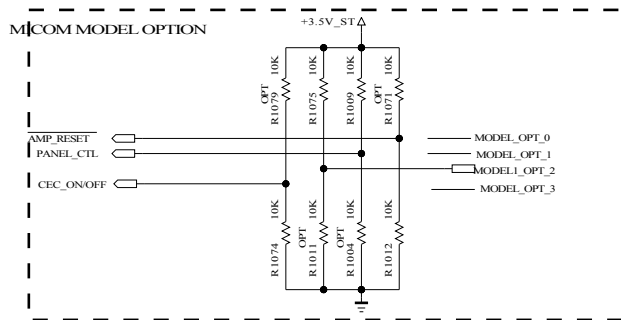 +3.5V_ST
MICOM MODEL OPTION
OPT
R1079 10K
R1075 10K
R1009 10K
OPT
R1071 10K
AMP_RESET
PANEL_CTL
CEC_ON/OFF
MODEL_OPT_0
MODEL_OPT_1
MODEL1_OPT_2
MODEL_OPT_3
R1074 10K
OPT
R1011 10K
OPT
R1004 10K
R1012 10K